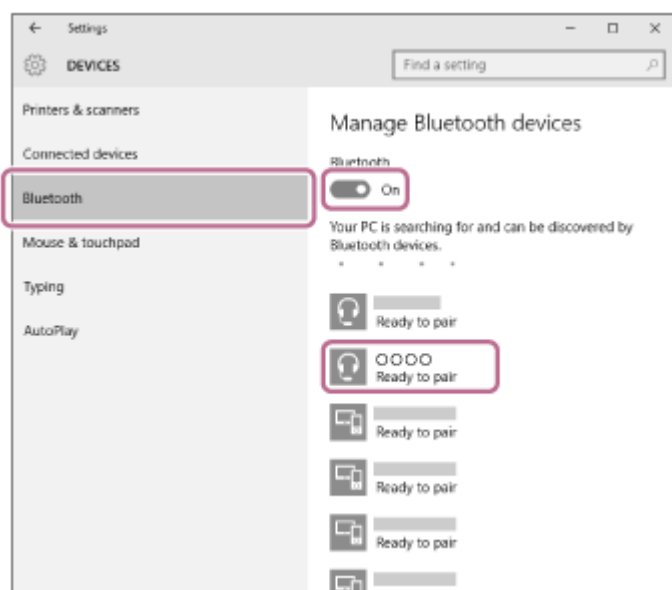 Settings
DEVICES
Find a setting
Printers & scanners
Connected devices
Bluetooth
Mouse & touchpad
Typing
AutoPlay
Manage Bluetooth devices
Bluetooth
On
Your PC is searching for and can be discovered by
Bluetooth devices.
Ready to pair
OOOO
Ready to pair
Ready to pair
Ready to pair
Ready to pair